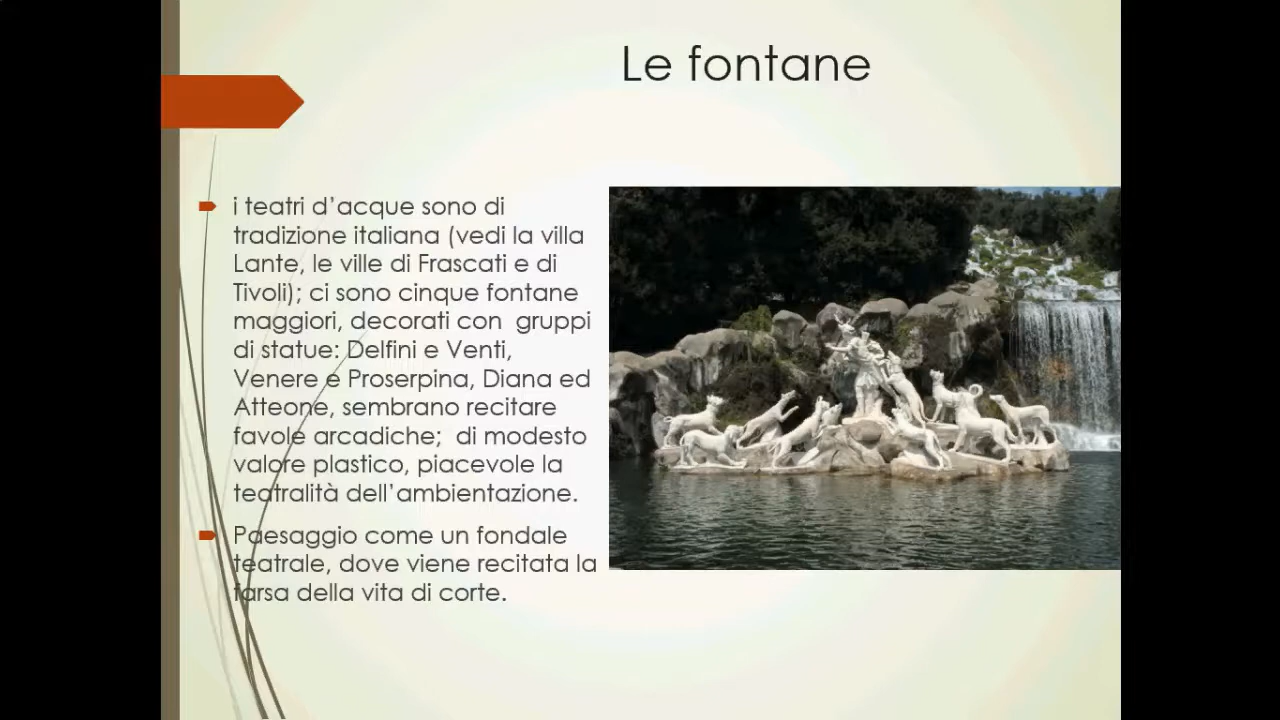 Le fontane
i teatri d’acque sono di
tradizione italiana (vedi la villa
Lante, le ville di Frascati e di
Tivoli); ci sono cinque fontane
maggiori, decorati con  gruppi
di statue: Delfini e Venti,
Venere e Proserpina, Diana ed
Atteone, sembrano recitare
favole arcadiche;  di modesto
valore plastico, piacevole la
teatralità dell’ambientazione.
Paesaggio come un fondale
teatrale, dove viene recitata la
farsa della vita di corte.